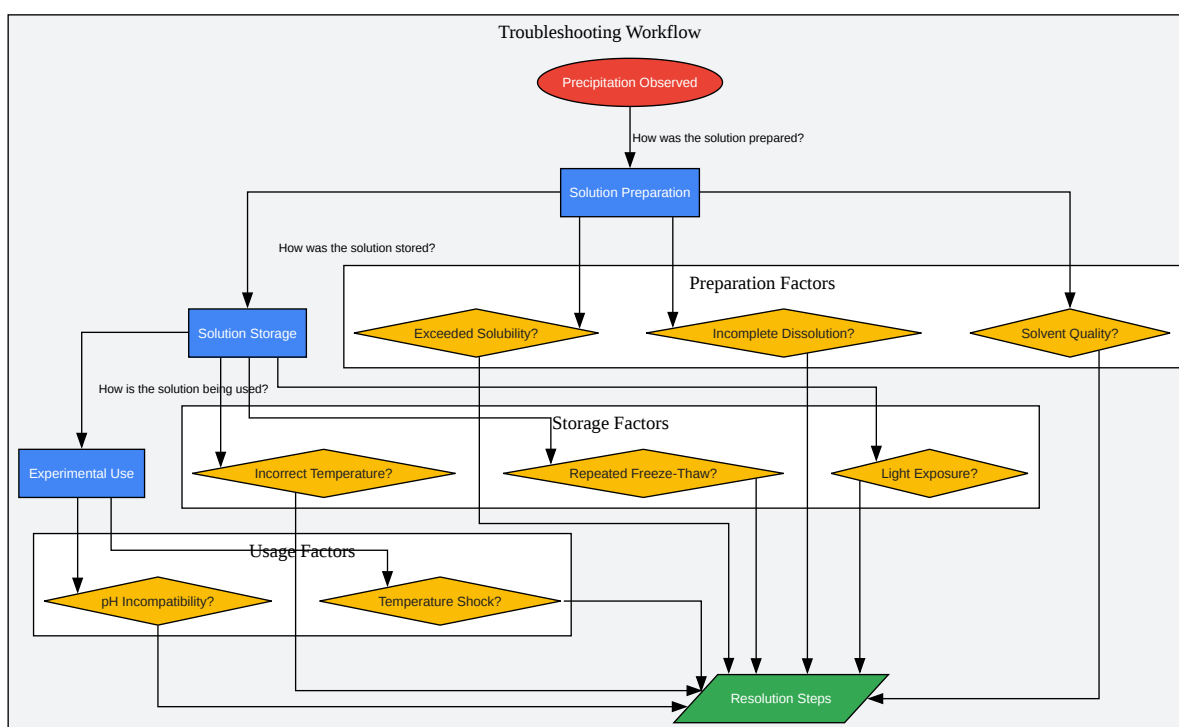 Troubleshooting Workflow
Precipitation Observed
How was the solution prepared?
Solution Preparation
How was the solution stored?
Preparation Factors
Solution Storage
Exceeded Solubility?
Incomplete Dissolution?
Solvent Quality?
How is the solution being used?
Storage Factors
Experimental Use
Incorrect Temperature?
Repeated Freeze-Thaw?
Light Exposure?
Usage Factors
pH Incompatibility?
Temperature Shock?
Resolution Steps